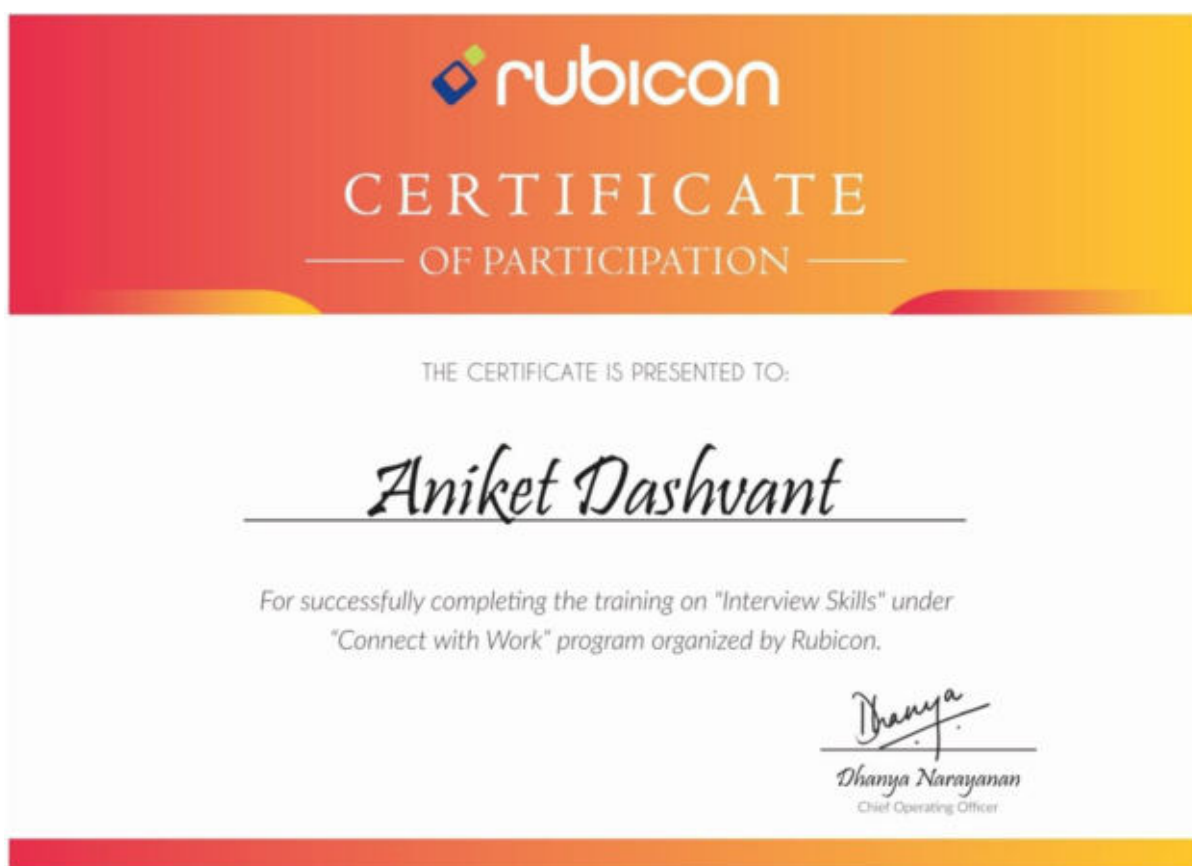 rubicon
CERTIFICATE
OF PARTICIPATION
THE CERTIFICATE IS PRESENTED TO:
Aniket Dashvant
For successfully completing the training on "Interview Skills" under
"Connect with Work" program organized by Rubicon.
Dhanya
Dhanya Narayanan
Chief Operating Officer